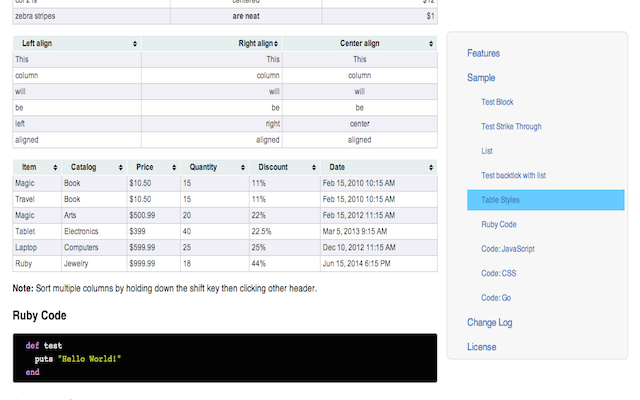 col 2 is centered $12
zebra stripes are neat $1
Left align Right align Center align
This This This
column column column
will will will
be be be
left right center
aligned aligned aligned
Item Catalog Price Quantity Discount Date
Magic Book $10.50 15 11% Feb 15, 2010 10:15 AM
Travel Book $10.50 15 11% Feb 15, 2010 10:15 AM
Magic Arts $500.99 20 22% Feb 15, 2012 11:15 AM
Tablet Electronics $399 40 22.5% Mar 5, 2013 9:15 AM
Laptop Computers $599.99 25 25% Dec 10, 2012 11:15 AM
Ruby Jewelry $999.99 18 44% Jun 15, 2014 6:15 PM
Note: Sort multiple columns by holding down the shift key then clicking other header.
Ruby Code
def test
puts "Hello World!"
end
Features
Sample
Test Block
Test Strike Through
List
Test backtick with list
Table Styles
Ruby Code
Code: JavaScript
Code: CSS
Code: Go
Change Log
License